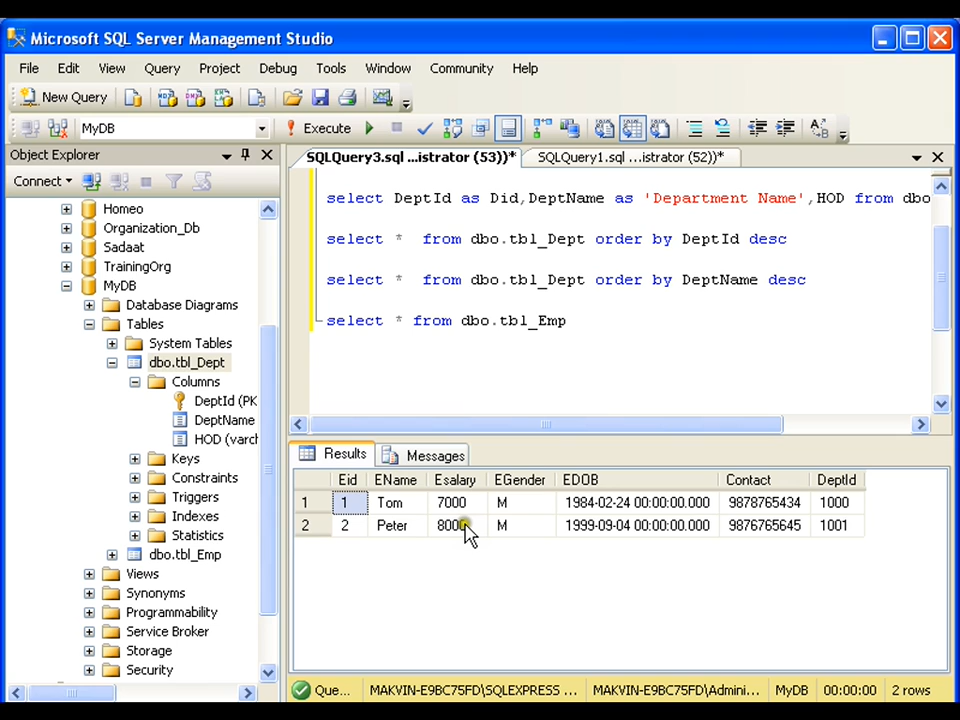 Microsoft SQL Server Management Studio
File Edit View Query Project Debug Tools Window Community Help
New Query
MyDB Execute
Object Explorer
SQLQuery3.sql ...istrator (53))* SQLQuery1.sql ...istrator (52))*
Connect
Homeo
Organization_Db
Sadaat
TrainingOrg
MyDB
Database Diagrams
Tables
System Tables
dbo.tbl_Dept
Columns
DeptId (PK
DeptName
HOD (varch
Keys
Constraints
Triggers
Indexes
Statistics
dbo.tbl_Emp
Views
Synonyms
Programmability
Service Broker
Storage
Security
select DeptId as Did,DeptName as 'Department Name',HOD from dbo
select * from dbo.tbl_Dept order by DeptId desc
select * from dbo.tbl_Dept order by DeptName desc
select * from dbo.tbl_Emp
Results Messages
Eid EName Esalary EGender EDOB Contact DeptId
1 1 Tom 7000 M 1984-02-24 00:00:00.000 9878765434 1000
2 2 Peter 8000 M 1999-09-04 00:00:00.000 9876765645 1001
Que... MAKVIN-E9BC75FD\SQLEXPRESS ... MAKVIN-E9BC75FD\Admini... MyDB 00:00:00 2 rows